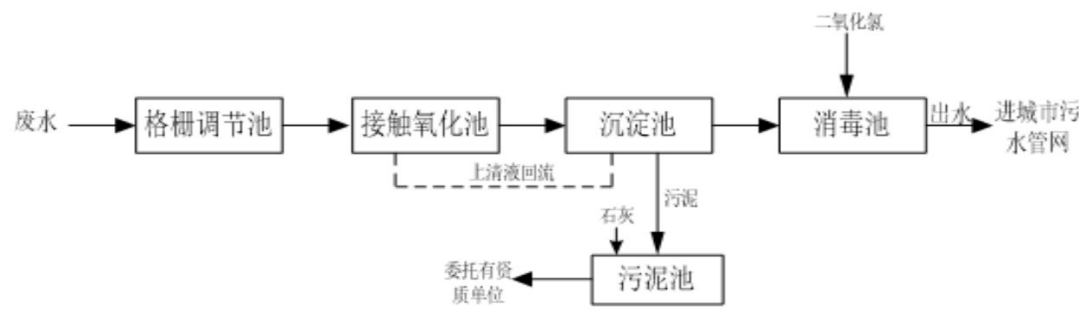 二氧化氯
废水
格栅调节池
接触氧化池
沉淀池
消毒池
出水
进城市污
水管网
上清液回流
污泥
石灰
污泥池
委托有资
质单位